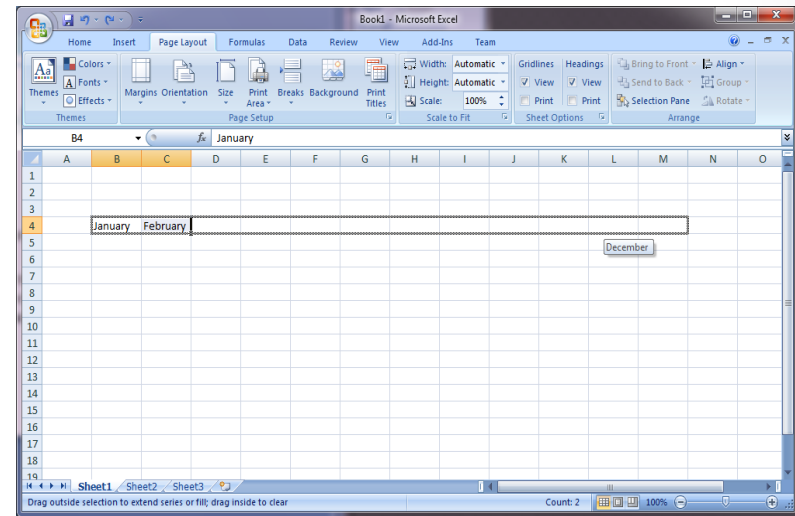 Book1 - Microsoft Excel
Home Insert Page Layout Formulas Data Review View Add-Ins Team
Aa Colors Width: Automatic Gridlines Headings Bring to Front Align
A Fonts Height: Automatic View View Send to Back Group
Themes Effects Margins Orientation Size Print Area Breaks Background Print Titles Scale: 100% Print Print Selection Pane Rotate
Themes Page Setup Scale to Fit Sheet Options Arrange
B4 fx January
A B C D E F G H I J K L M N O
1
2
3
4 January February
5 December
6
7
8
9
10
11
12
13
14
15
16
17
18
19
Sheet1 Sheet2 Sheet3
Drag outside selection to extend series or fill; drag inside to clear Count: 2 100%